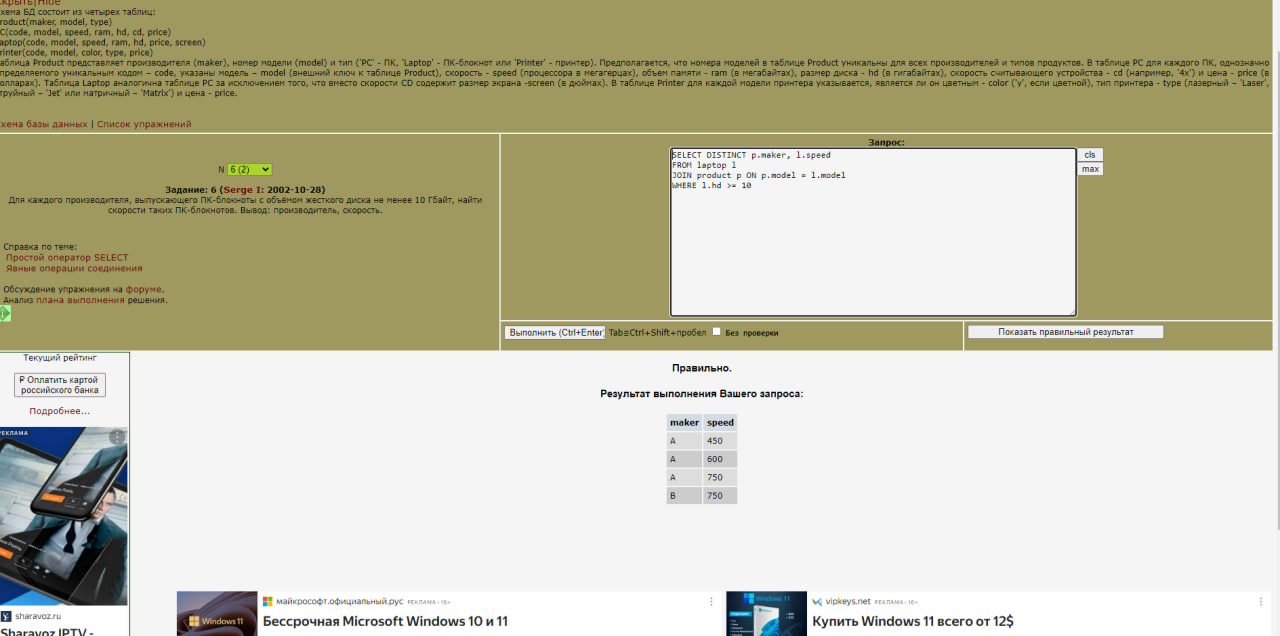 крыть|Hide
хема БД состоит из четырех таблиц:
roduct(maker, model, type)
C(code, model, speed, ram, hd, cd, price)
aptop(code, model, speed, ram, hd, price, screen)
rinter(code, model, color, type, price)
аблица Product представляет производителя (maker), номер модели (model) и тип ('PC' - ПК, 'Laptop' - ПК-блокнот или 'Printer' - принтер). Предполагается, что номера моделей в таблице Product уникальны для всех производителей и типов продуктов. В таблице PC для каждого ПК, однозначно
пределяемого уникальным кодом – code, указаны модель – model (внешний ключ к таблице Product), скорость - speed (процессора в мегагерцах), объем памяти - ram (в мегабайтах), размер диска - hd (в гигабайтах), скорость считывающего устройства - cd (например, '4x') и цена - price (в
олларах). Таблица Laptop аналогична таблице РС за исключением того, что вместо скорости CD содержит размер экрана -screen (в дюймах). В таблице Printer для каждой модели принтера указывается, является ли он цветным - color ('y', если цветной), тип принтера - type (лазерный – 'Laser',
труйный – 'Jet' или матричный – 'Matrix') и цена - price.
хема базы данных | Список упражнений
N 6 (2)
Задание: 6 (Serge I: 2002-10-28)
Для каждого производителя, выпускающего ПК-блокноты c объёмом жесткого диска не менее 10 Гбайт, найти
скорости таких ПК-блокнотов. Вывод: производитель, скорость.
Справка по теме:
Простой оператор SELECT
Явные операции соединения
Обсуждение упражнения на форуме.
Анализ плана выполнения решения.
Запрос:
SELECT DISTINCT p.maker, l.speed
FROM laptop l
JOIN product p ON p.model = l.model
WHERE l.hd >= 10
cls
max
Выполнить (Ctrl+Enter) Tab≡Ctrl+Shift+пробел Без проверки
Показать правильный результат
Текущий рейтинг
₽ Оплатить картой
российского банка
Подробнее...
Правильно.
Результат выполнения Вашего запроса:
maker speed
A 450
A 600
A 750
B 750
РЕКЛАМА
sharavoz.ru
Sharavoz IPTV -
Windows 11
майкрософт.официальный.рус РЕКЛАМА • 16+
Бессрочная Microsoft Windows 10 и 11
Windows 11
vipkeys.net РЕКЛАМА • 16+
Купить Windows 11 всего от 12$